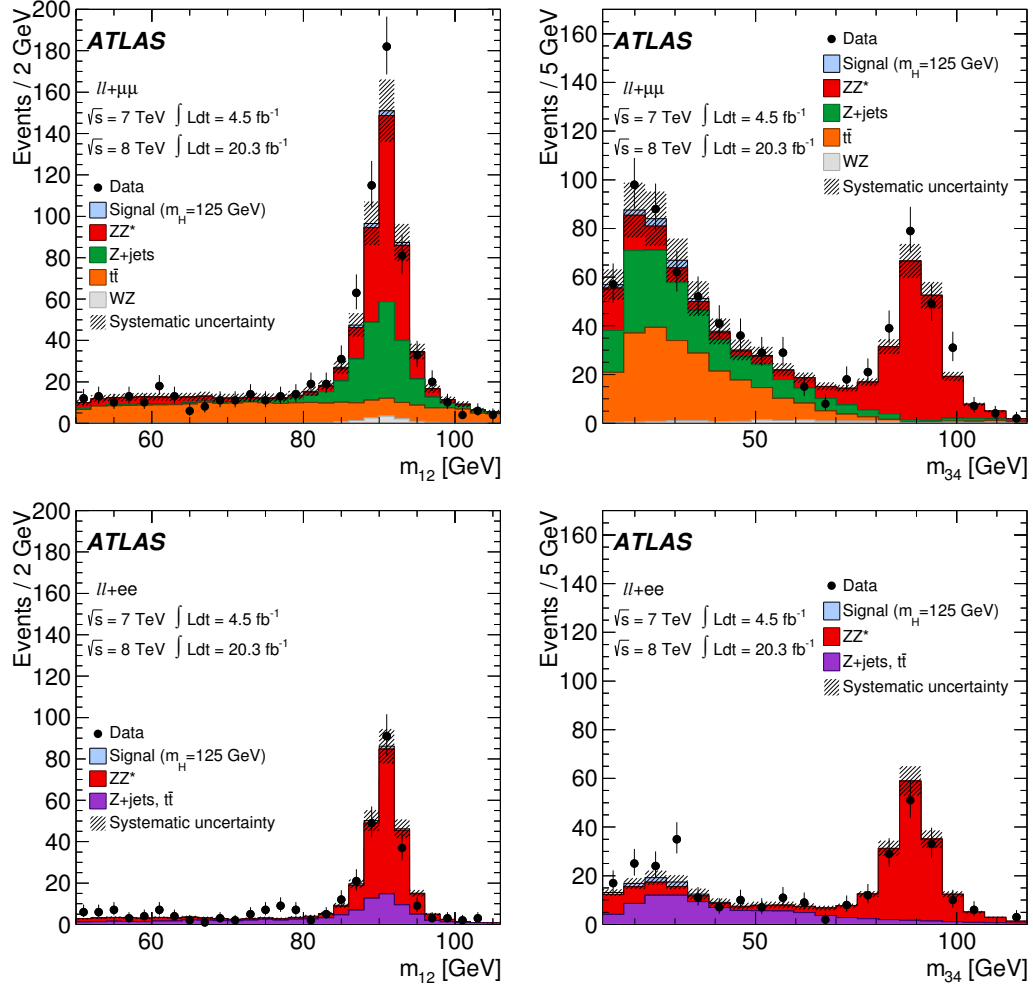 Events / 2 GeV
200
180
160
140
120
100
80
60
40
20
0
ATLAS
ll+μμ
√s = 7 TeV ∫ Ldt = 4.5 fb⁻¹
√s = 8 TeV ∫ Ldt = 20.3 fb⁻¹
Data
Signal (m_H=125 GeV)
ZZ*
Z+jets
tt̄
WZ
Systematic uncertainty
60 80 100
m₁₂ [GeV]
Events / 5 GeV
160
140
120
100
80
60
40
20
0
ATLAS
ll+μμ
√s = 7 TeV ∫ Ldt = 4.5 fb⁻¹
√s = 8 TeV ∫ Ldt = 20.3 fb⁻¹
Data
Signal (m_H=125 GeV)
ZZ*
Z+jets
tt̄
WZ
Systematic uncertainty
50 100
m₃₄ [GeV]
Events / 2 GeV
200
180
160
140
120
100
80
60
40
20
0
ATLAS
ll+ee
√s = 7 TeV ∫ Ldt = 4.5 fb⁻¹
√s = 8 TeV ∫ Ldt = 20.3 fb⁻¹
Data
Signal (m_H=125 GeV)
ZZ*
Z+jets, tt̄
Systematic uncertainty
60 80 100
m₁₂ [GeV]
Events / 5 GeV
160
140
120
100
80
60
40
20
0
ATLAS
ll+ee
√s = 7 TeV ∫ Ldt = 4.5 fb⁻¹
√s = 8 TeV ∫ Ldt = 20.3 fb⁻¹
Data
Signal (m_H=125 GeV)
ZZ*
Z+jets, tt̄
Systematic uncertainty
50 100
m₃₄ [GeV]